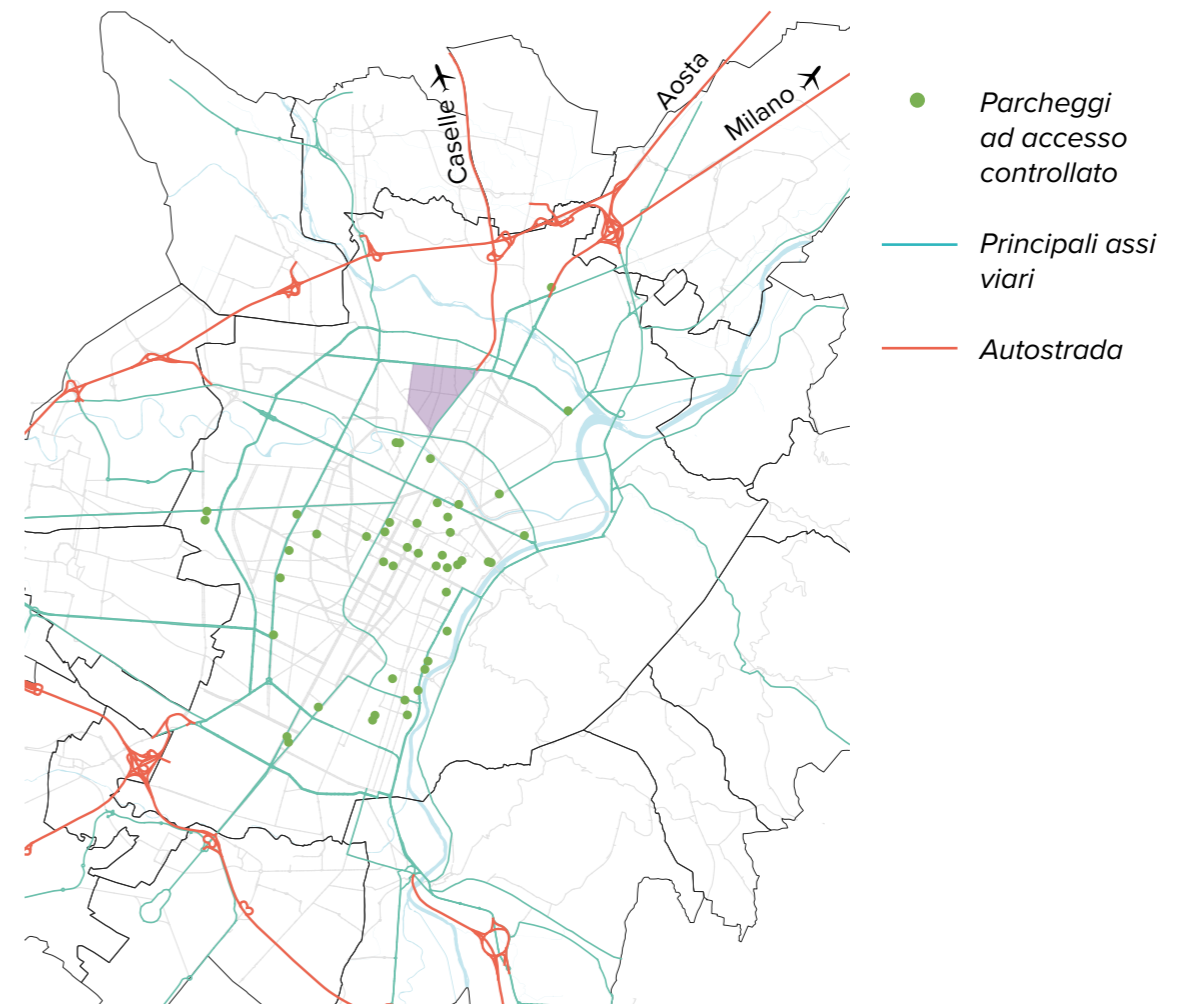 Caselle
Aosta
Milano
Parcheggi
ad accesso
controllato
Principali assi
viari
Autostrada